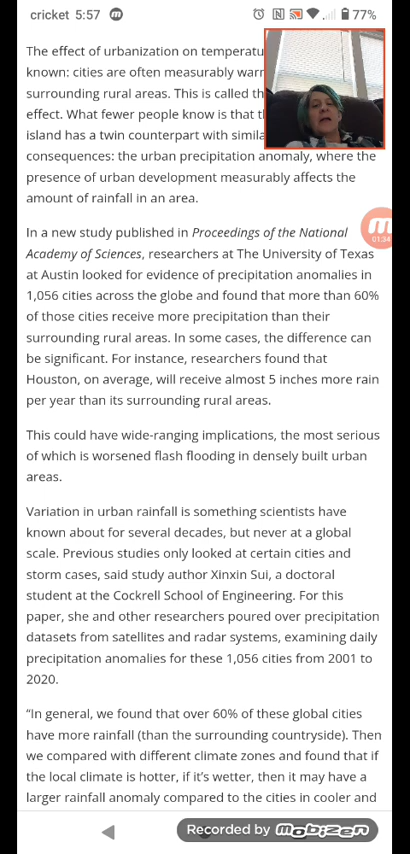 cricket 5:57 77%
The effect of urbanization on
known: cities are often measurably
surrounding rural areas. This is called
effect. What fewer people know is that
island has a twin counterpart with
consequences: the urban precipitation anomaly, where the
presence of urban development measurably affects the
amount of rainfall in an area.
01:34
In a new study published in Proceedings of the National
Academy of Sciences, researchers at The University of Texas
at Austin looked for evidence of precipitation anomalies in
1,056 cities across the globe and found that more than 60%
of those cities receive more precipitation than their
surrounding rural areas. In some cases, the difference can
be significant. For instance, researchers found that
Houston, on average, will receive almost 5 inches more rain
per year than its surrounding rural areas.
This could have wide-ranging implications, the most serious
of which is worsened flash flooding in densely built urban
areas.
Variation in urban rainfall is something scientists have
known about for several decades, but never at a global
scale. Previous studies only looked at certain cities and
storm cases, said study author Xinxin Sui, a doctoral
student at the Cockrell School of Engineering. For this
paper, she and other researchers poured over precipitation
datasets from satellites and radar systems, examining daily
precipitation anomalies for these 1,056 cities from 2001 to
2020.
“In general, we found that over 60% of these global cities
have more rainfall (than the surrounding countryside). Then
we compared with different climate zones and found that if
the local climate is hotter, if it’s wetter, then it may have a
larger rainfall anomaly compared to the cities in cooler and
Recorded by mobizen